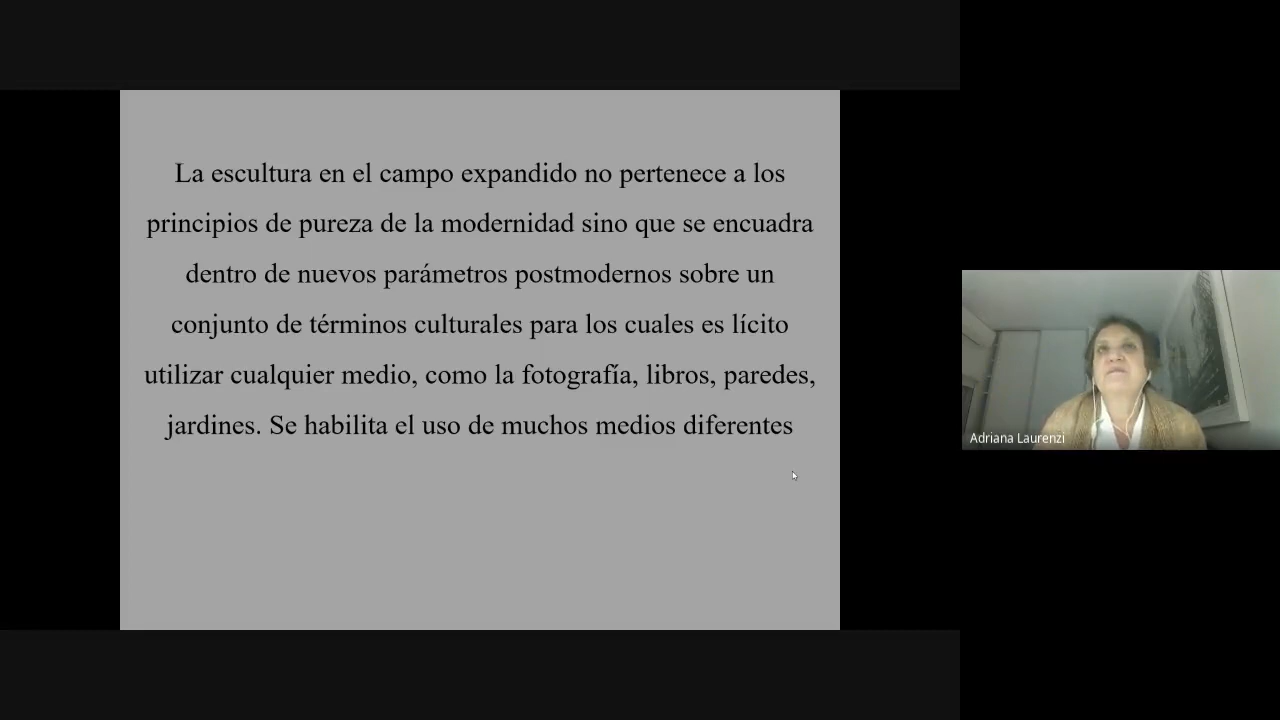 La escultura en el campo expandido no pertenece a los
principios de pureza de la modernidad sino que se encuadra
dentro de nuevos parámetros postmodernos sobre un
conjunto de términos culturales para los cuales es lícito
utilizar cualquier medio, como la fotografía, libros, paredes,
jardines. Se habilita el uso de muchos medios diferentes
Adriana Laurenzi